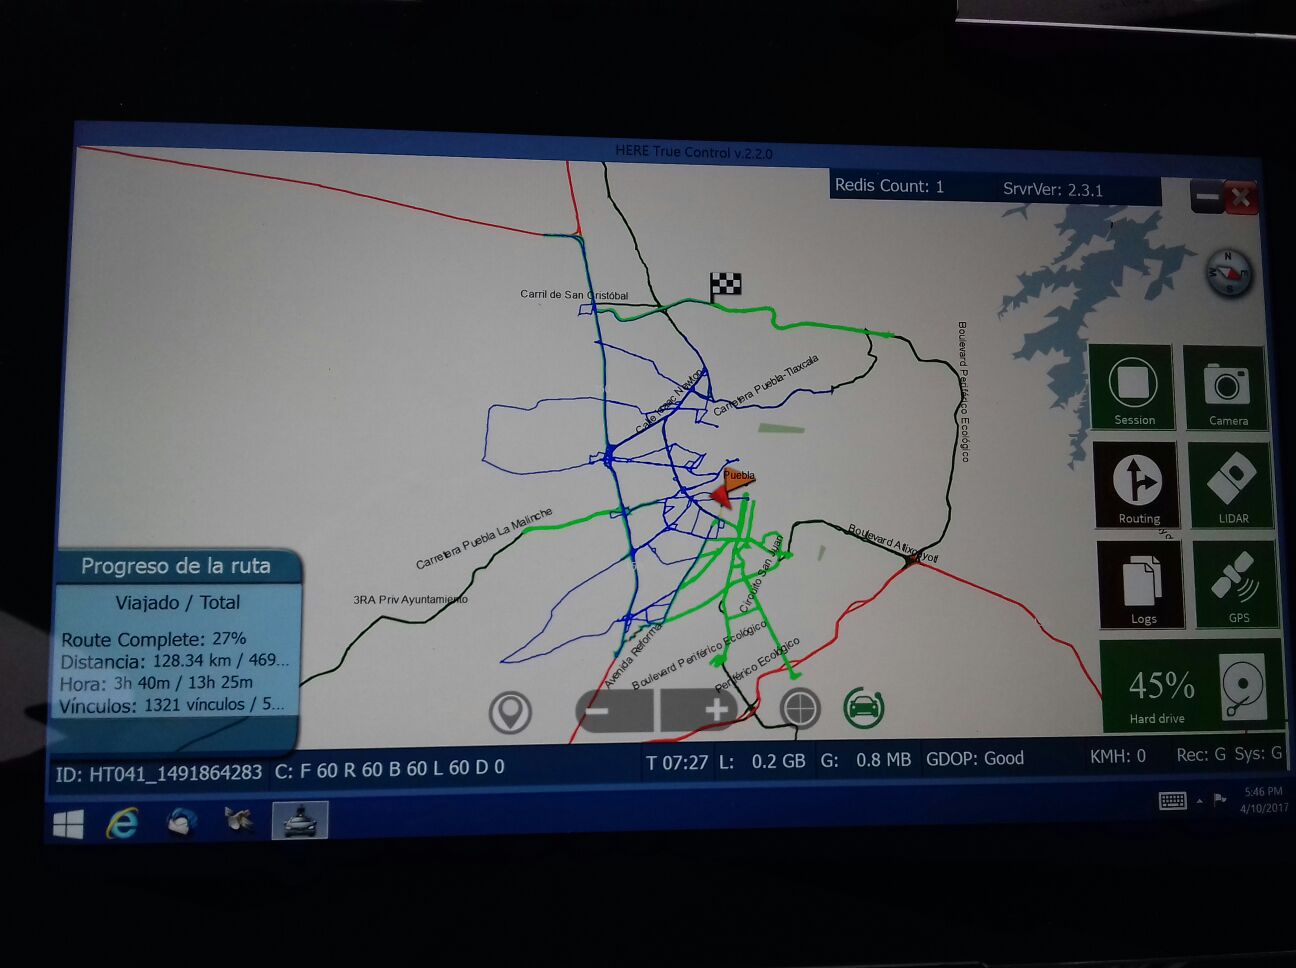 HERE True Control v.2.2.0
Redis Count: 1 SrvrVer: 2.3.1
N
E
S
Carril de San Cristóbal
Boulevard Periférico Ecológico
Calle Isaac Newton
Carretera Puebla-Tlaxcala
Session
Camera
Puebla
Routing
LIDAR
Carretera Puebla La Malinche
Boulevard Atlixcayotl
Circuito San Juan
3RA Priv Ayuntamiento
Avenida Reforma
Boulevard Periférico Ecológico
Periférico Ecológico
Logs
GPS
45%
Hard drive
Progreso de la ruta
Viajado / Total
Route Complete: 27%
Distancia: 128.34 km / 469...
Hora: 3h 40m / 13h 25m
Vínculos: 1321 vínculos / 5...
ID: HT041_1491864283 C: F 60 R 60 B 60 L 60 D 0 T 07:27 L: 0.2 GB G: 0.8 MB GDOP: Good KMH: 0 Rec: G Sys: G
5:46 PM
4/10/2017